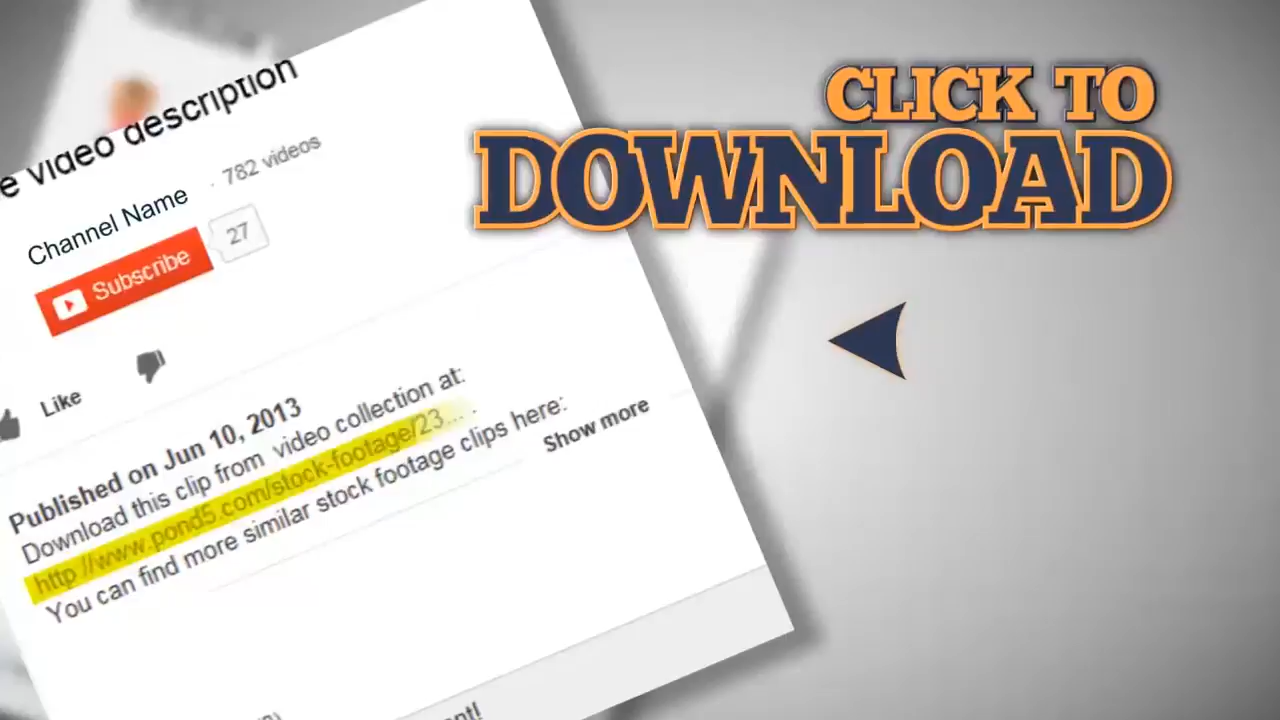 e video description
Channel Name · 782 videos
Subscribe 27
Like
Published on Jun 10, 2013
Download this clip from video collection at:
http://www.pond5.com/stock-footage/23... .
You can find more similar stock footage clips here:
Show more
CLICK TO
DOWNLOAD